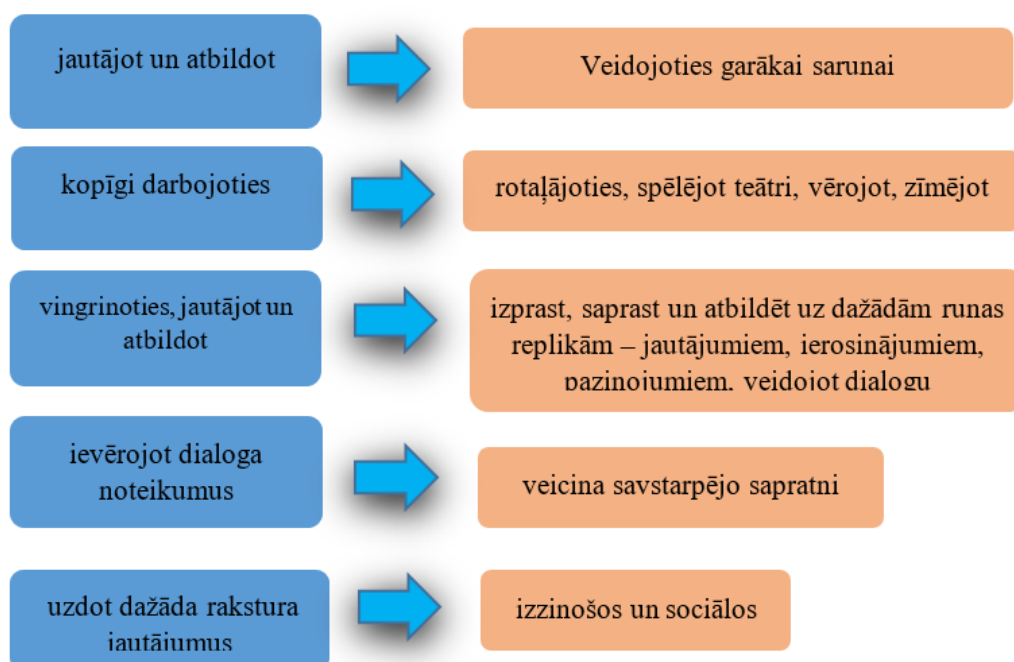 jautājot un atbildot
Veidojoties garākai sarunai
kopīgi darbojoties
rotaļājoties, spēlējot teātri, vērojot, zīmējot
vingrinoties, jautājot un
atbildot
izprast, saprast un atbildēt uz dažādām runas
replikām – jautājumiem, ierosinājumiem,
paziņojumiem, veidojot dialogu
ievērojot dialoga
noteikumus
veicina savstarpējo sapratni
uzdot dažāda rakstura
jautājumus
izzinošos un sociālos